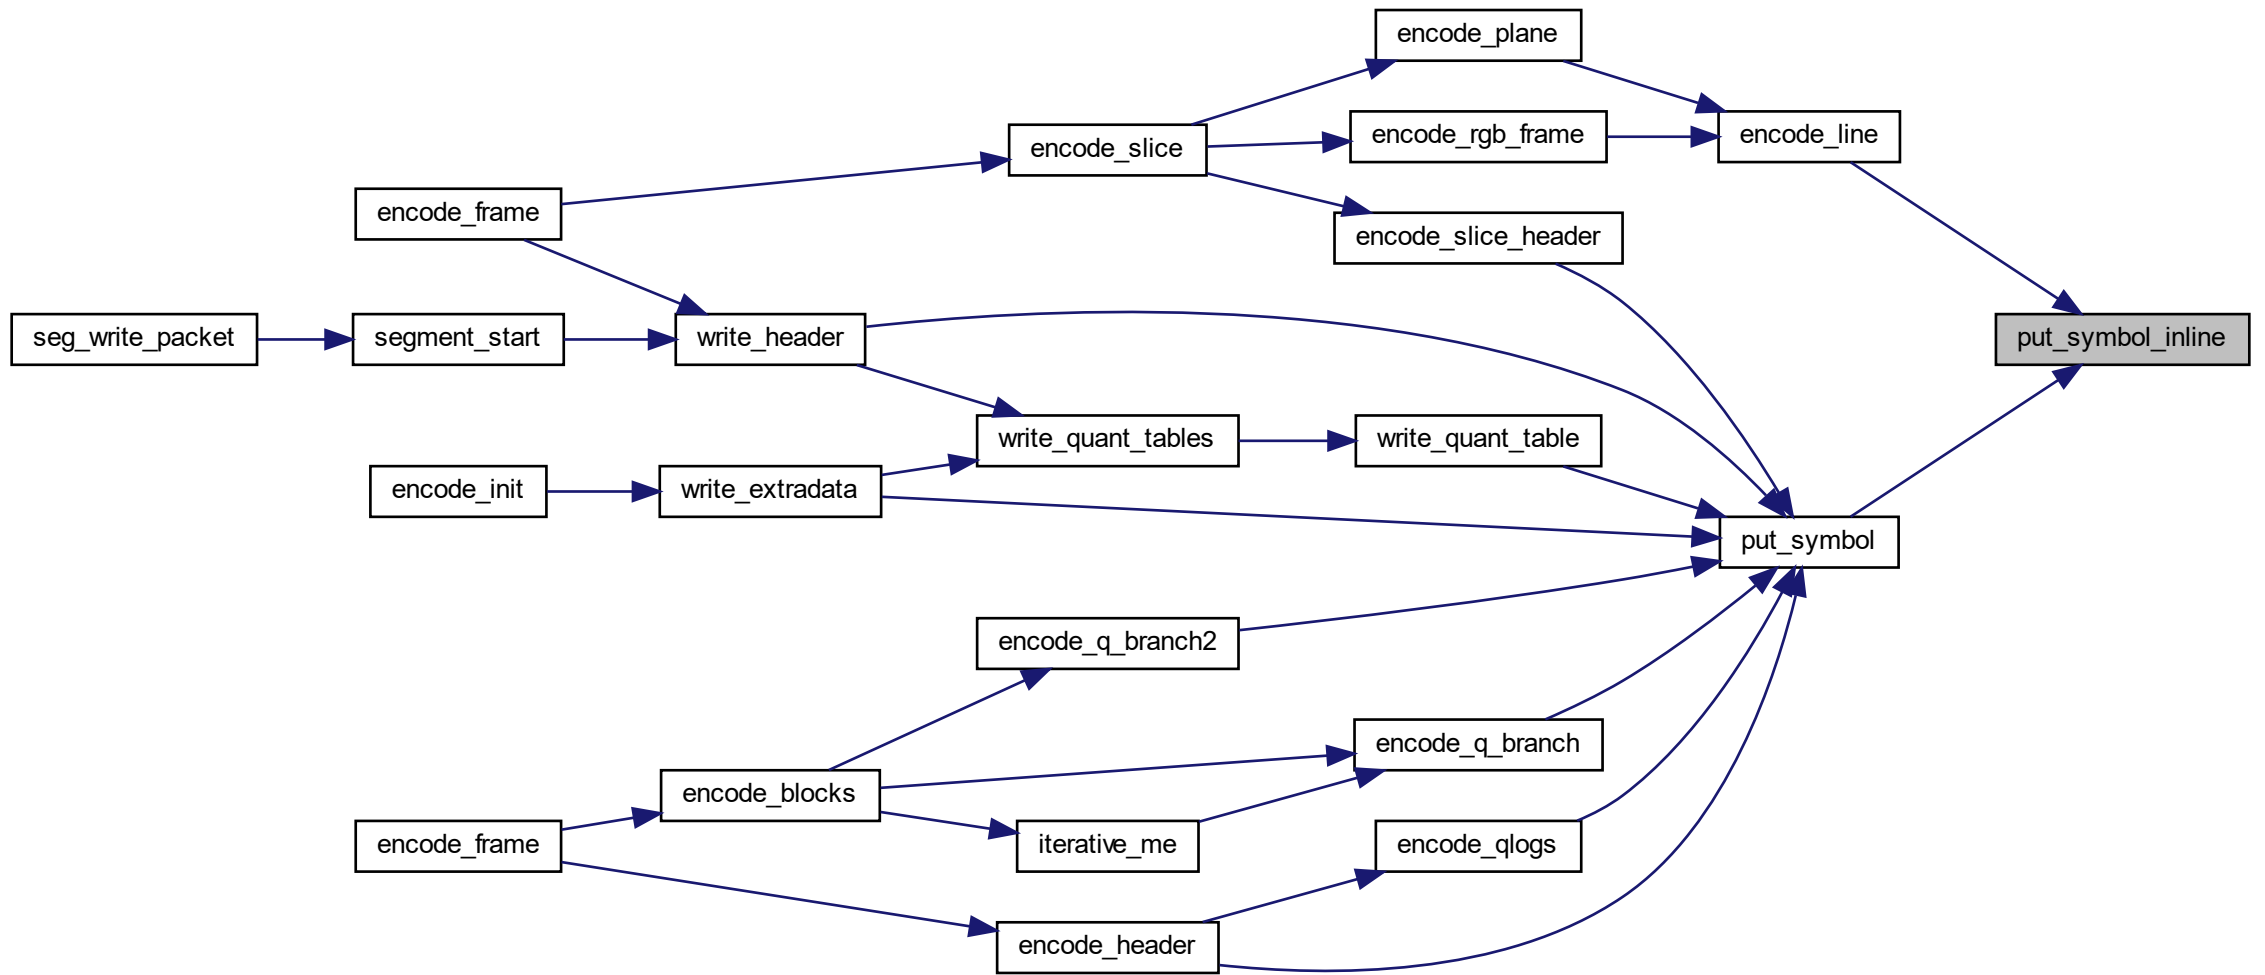 encode_plane
encode_rgb_frame
encode_line
encode_slice
encode_frame
encode_slice_header
seg_write_packet
segment_start
write_header
put_symbol_inline
write_quant_tables
write_quant_table
encode_init
write_extradata
put_symbol
encode_q_branch2
encode_q_branch
encode_blocks
encode_frame
iterative_me
encode_qlogs
encode_header